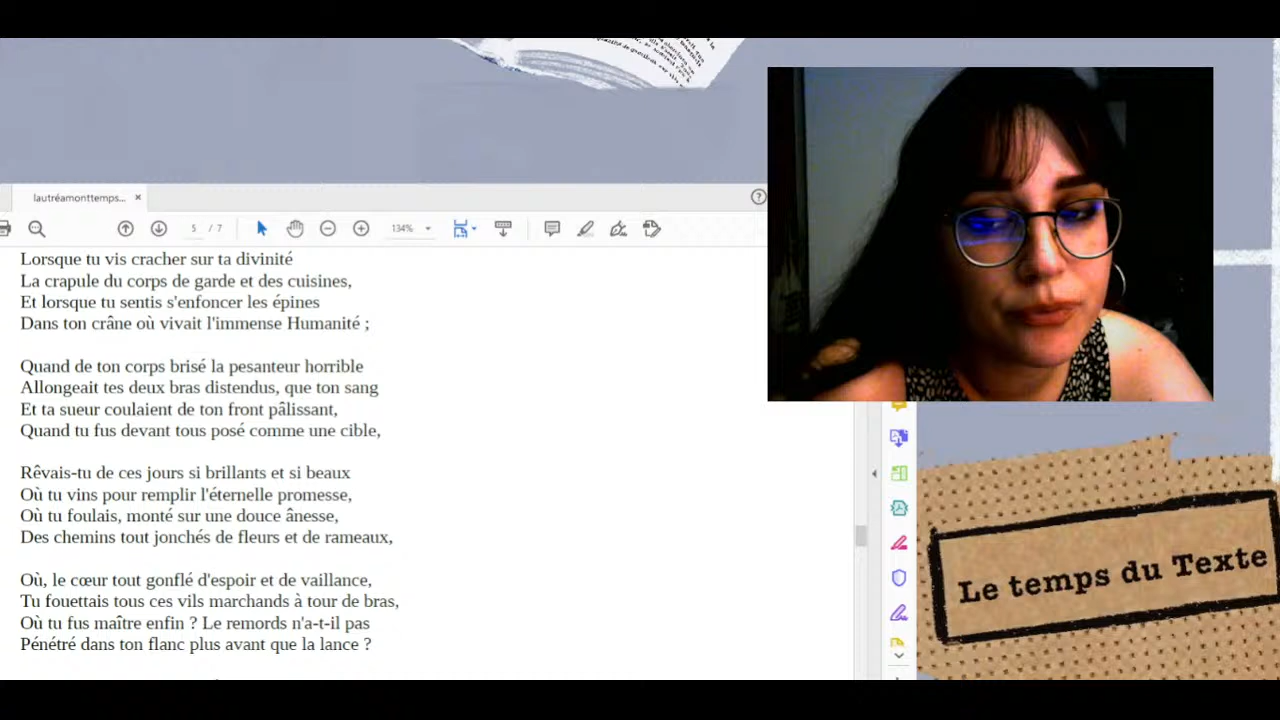 lautréamonttemps...
5 / 7
134%
Lorsque tu vis cracher sur ta divinité
La crapule du corps de garde et des cuisines,
Et lorsque tu sentis s'enfoncer les épines
Dans ton crâne où vivait l'immense Humanité ;
Quand de ton corps brisé la pesanteur horrible
Allongeait tes deux bras distendus, que ton sang
Et ta sueur coulaient de ton front pâlissant,
Quand tu fus devant tous posé comme une cible,
Rêvais-tu de ces jours si brillants et si beaux
Où tu vins pour remplir l'éternelle promesse,
Où tu foulais, monté sur une douce ânesse,
Des chemins tout jonchés de fleurs et de rameaux,
Où, le cœur tout gonflé d'espoir et de vaillance,
Tu fouettais tous ces vils marchands à tour de bras,
Où tu fus maître enfin ? Le remords n'a-t-il pas
Pénétré dans ton flanc plus avant que la lance ?
Le temps du Texte